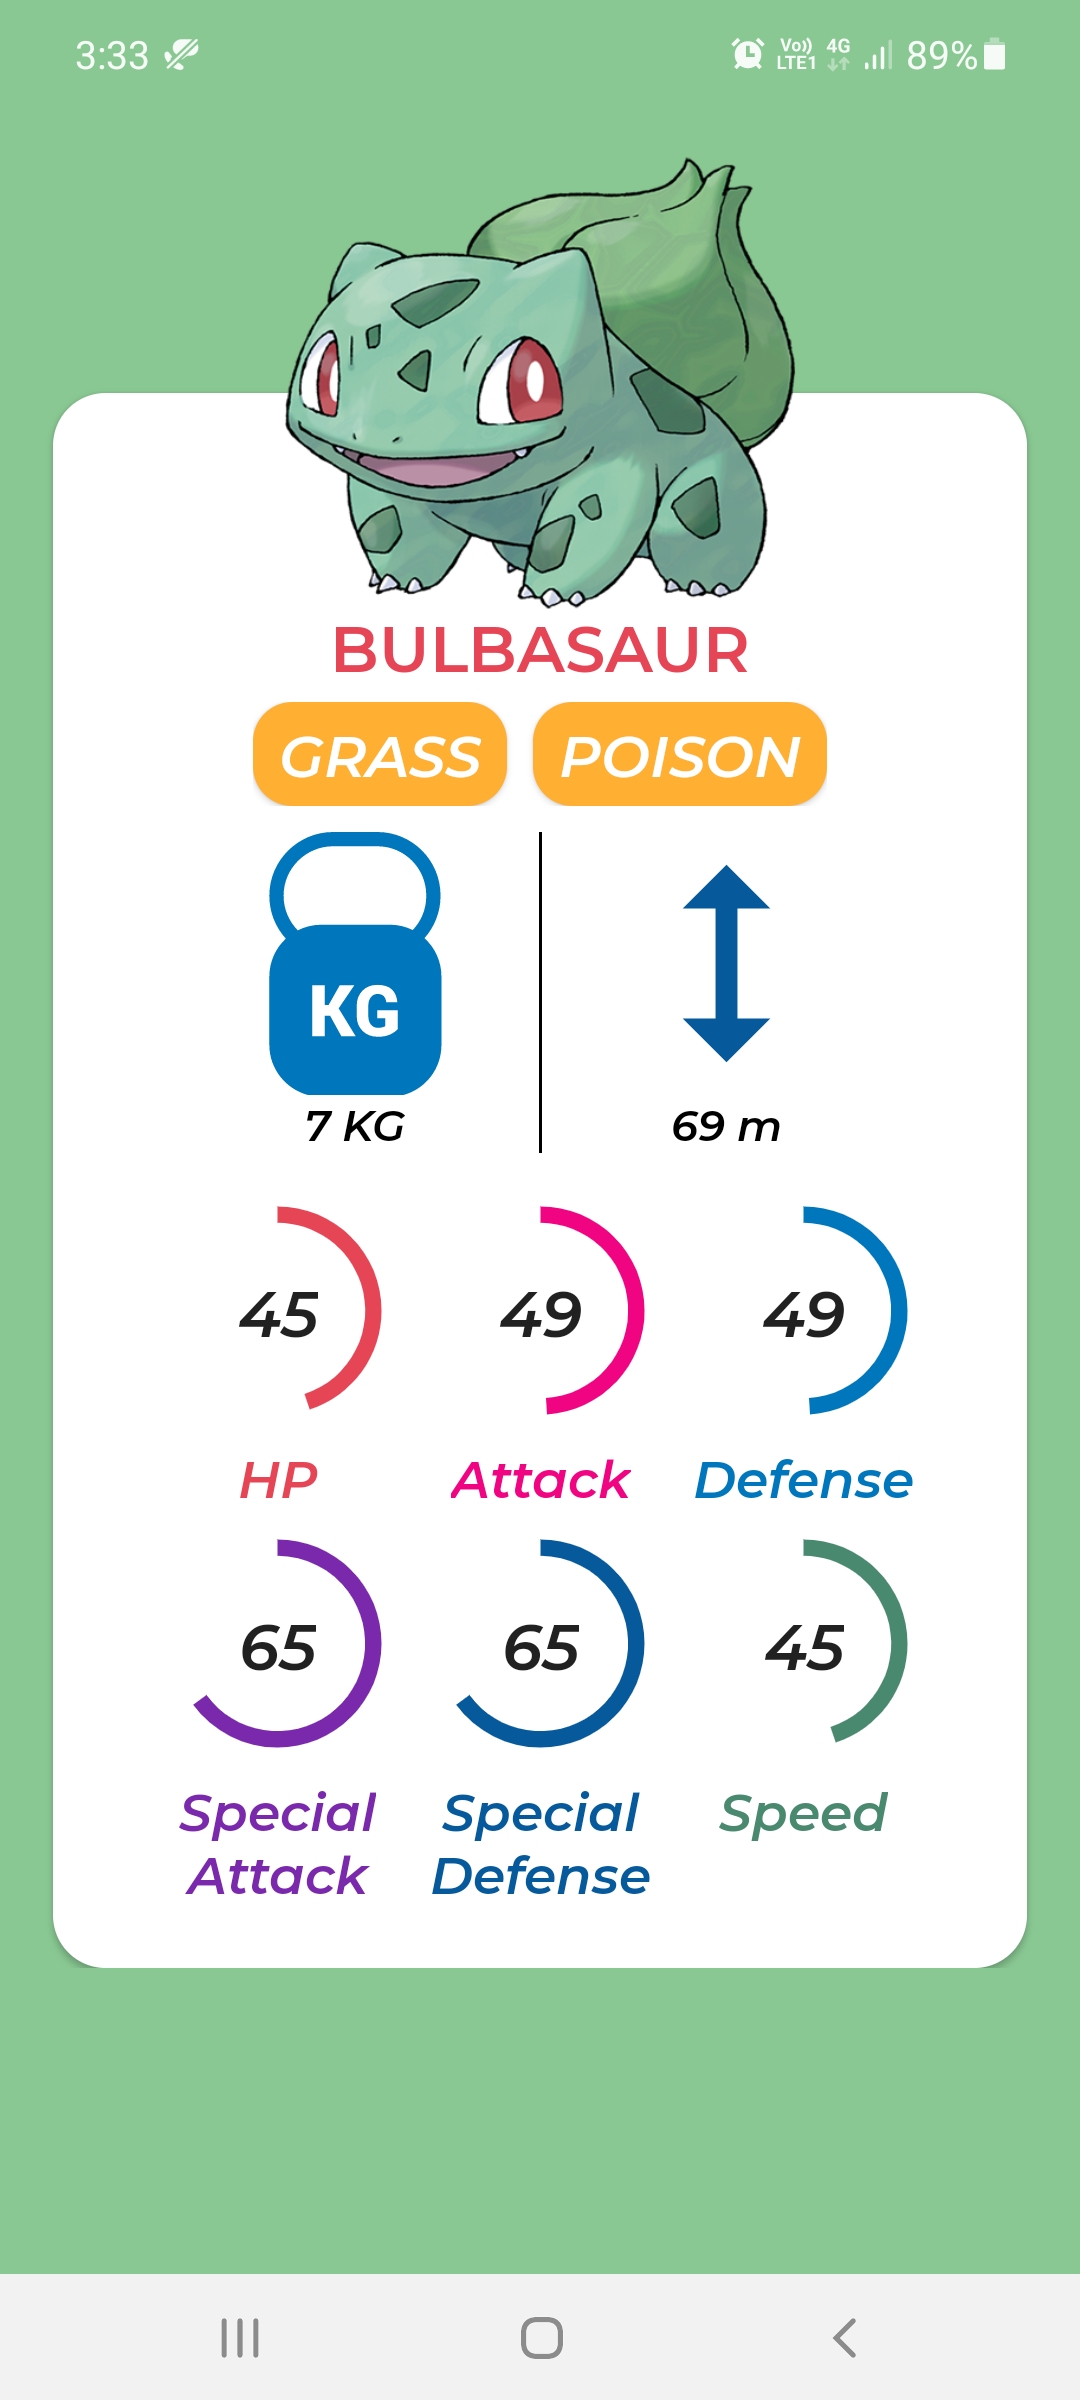 3:33 Vo)) LTE1 4G 89%
BULBASAUR
GRASS POISON
KG
7 KG 69 m
45 49 49
HP Attack Defense
65 65 45
Special Special Speed
Attack Defense